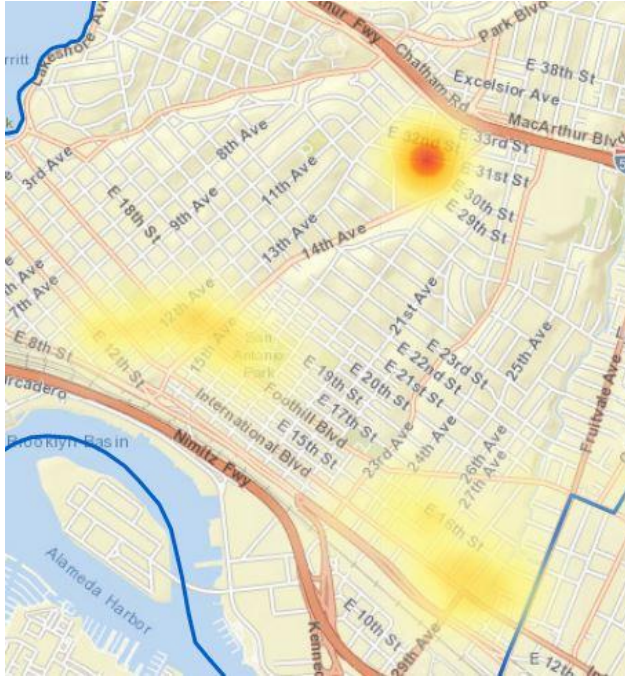 Lakeshore Ave
rthur Fwy
Park Blvd
Chatham Rd
E 38th St
Excelsior Ave
MacArthur Blvd
rritt
k
3rd Ave
8th Ave
E 32nd St
E 33rd St
E 31st St
E 30th St
E 29th St
E 18th St
9th Ave
11th Ave
13th Ave
14th Ave
7th Ave
12th Ave
15th Ave
San
Antonio
Park
21st Ave
E 23rd St
E 22nd St
E 21st St
E 20th St
E 19th St
E 17th St
E 15th St
25th Ave
E 8th St
E 12th St
Foothill Blvd
International Blvd
23rd Ave
24th Ave
26th Ave
27th Ave
Fruitvale Ave
arcadero
Brooklyn Basin
Nimitz Fwy
E 16th St
Alameda Harbor
E 10th St
29th Ave
Kenned
E 12th
Int